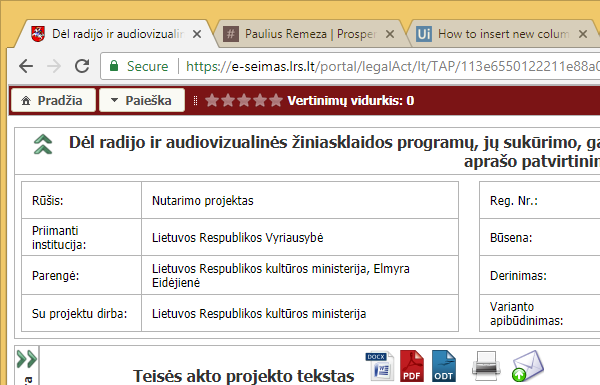 Dėl radijo ir audiovizualin
Paulius Remeza | Prosper
How to insert new colum
Secure https://e-seimas.lrs.lt/portal/legalAct/lt/TAP/113e6550122211e88a0
Pradžia Paieška Vertinimų vidurkis: 0
Dėl radijo ir audiovizualinės žiniasklaidos programų, jų sukūrimo, ga
aprašo patvirtinim
Rūšis: Nutarimo projektas Reg. Nr.:
Priimanti
institucija: Lietuvos Respublikos Vyriausybė Būsena:
Parengė: Lietuvos Respublikos kultūros ministerija, Elmyra
Eidėjienė Derinimas:
Su projektu dirba: Lietuvos Respublikos kultūros ministerija Varianto
apibūdinimas:
Teisės akto projekto tekstas DOCX W PDF ODT